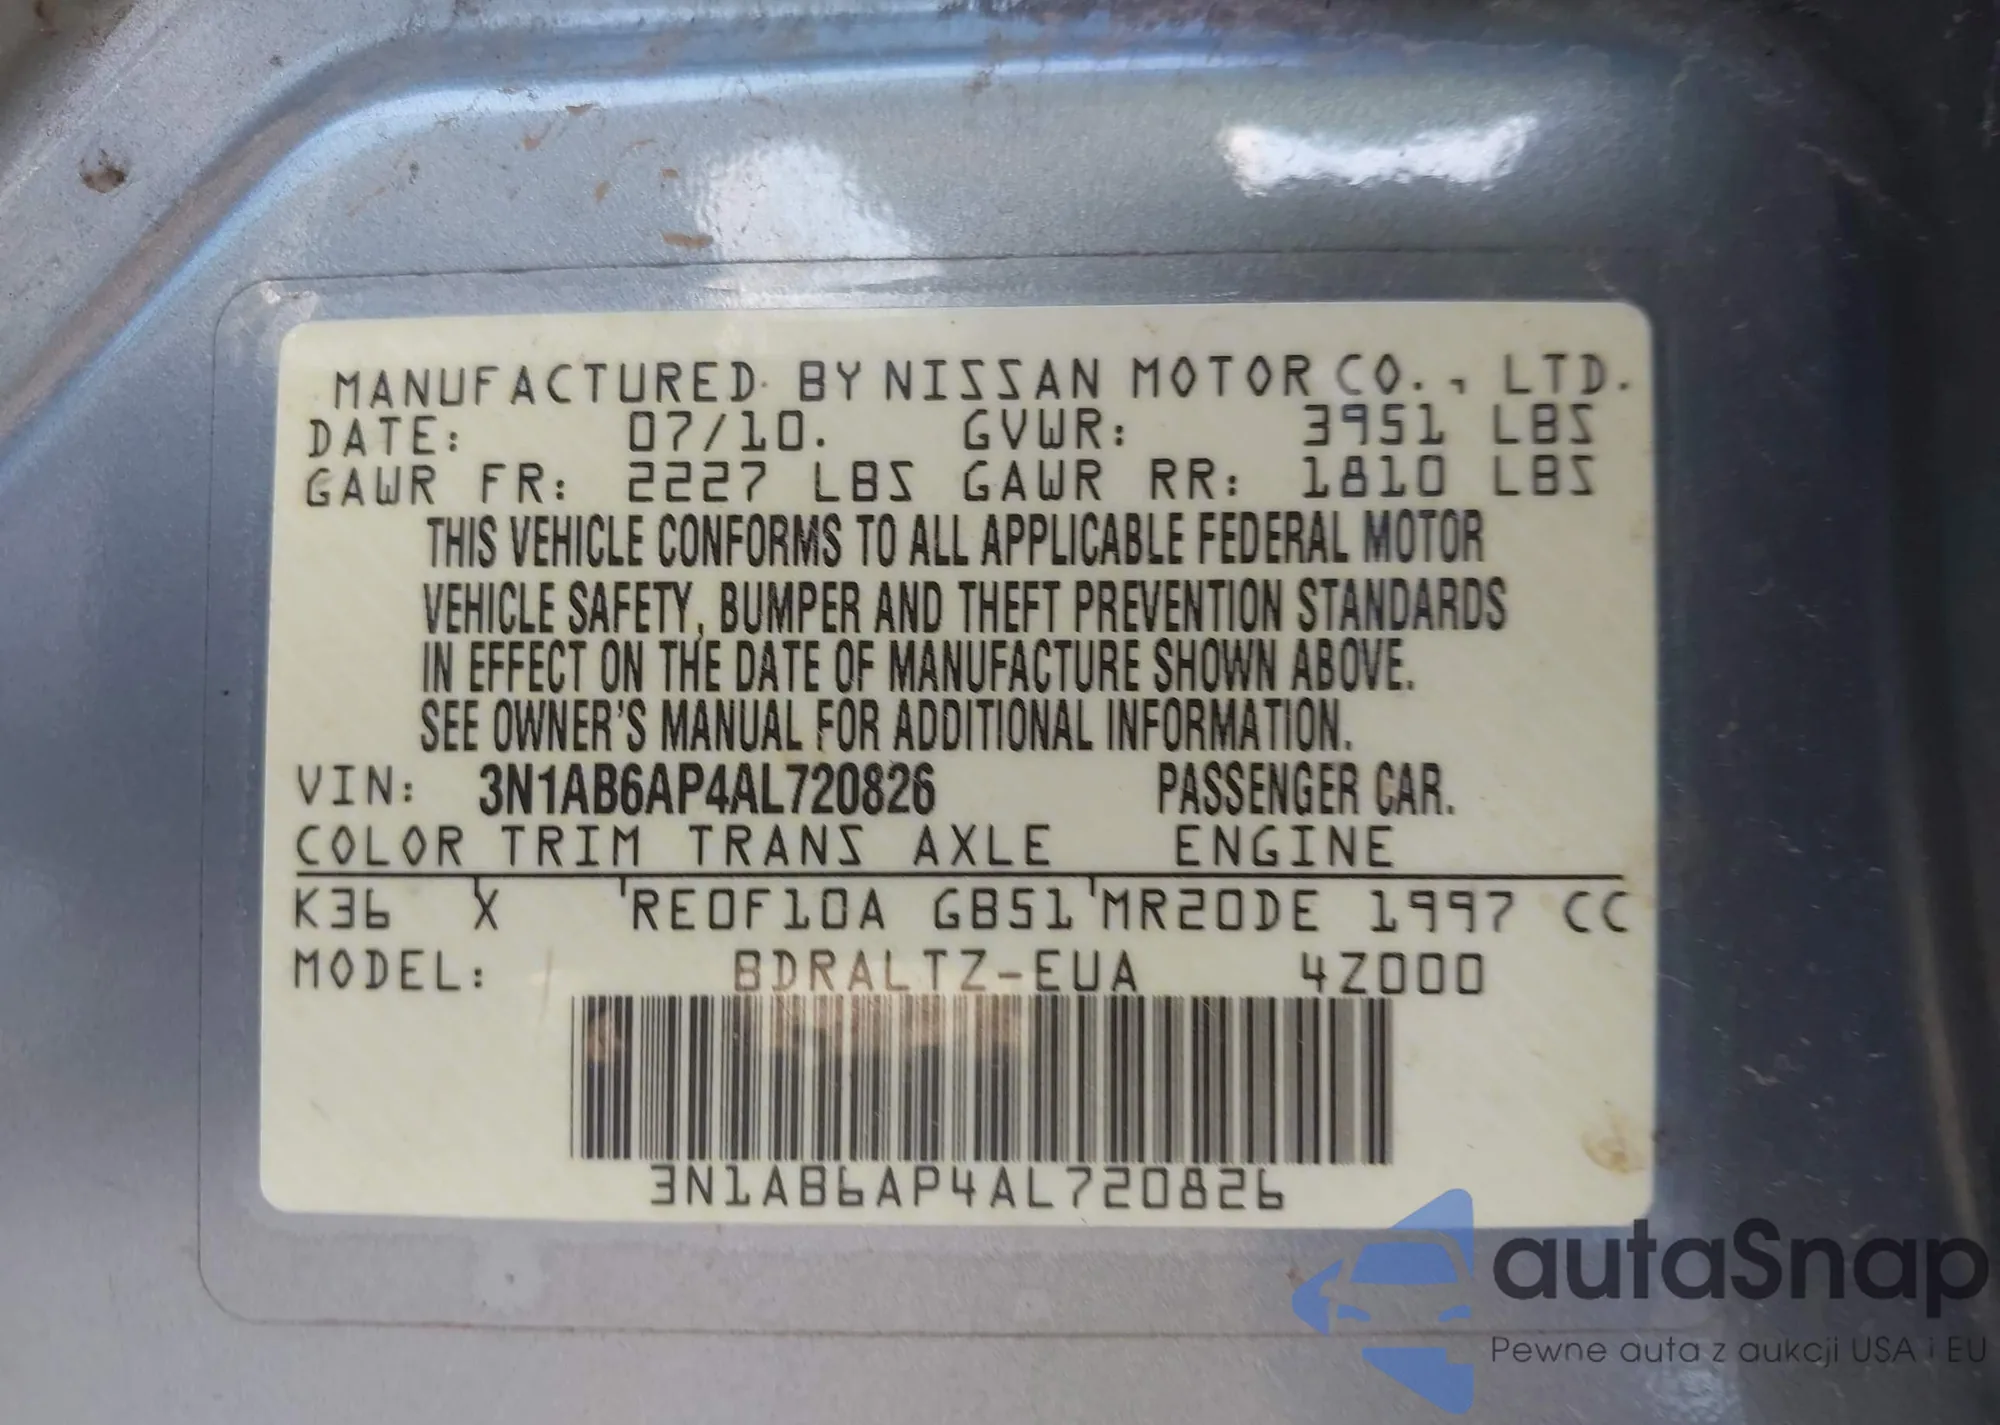 MANUFACTURED BY NISSAN MOTOR CO., LTD.
DATE: 07/10. GVWR: 3951 LBS
GAWR FR: 2227 LBS GAWR RR: 1810 LBS
THIS VEHICLE CONFORMS TO ALL APPLICABLE FEDERAL MOTOR
VEHICLE SAFETY, BUMPER AND THEFT PREVENTION STANDARDS
IN EFFECT ON THE DATE OF MANUFACTURE SHOWN ABOVE.
SEE OWNER'S MANUAL FOR ADDITIONAL INFORMATION.
VIN: 3N1AB6AP4AL720826 PASSENGER CAR.
COLOR TRIM TRANS AXLE ENGINE
K36 X RE0F10A GB51 MR20DE 1997 CC
MODEL: BDRALTZ-EUA 4Z000
3N1AB6AP4AL720826
autaSnap
Pewne auta z aukcji USA i EU